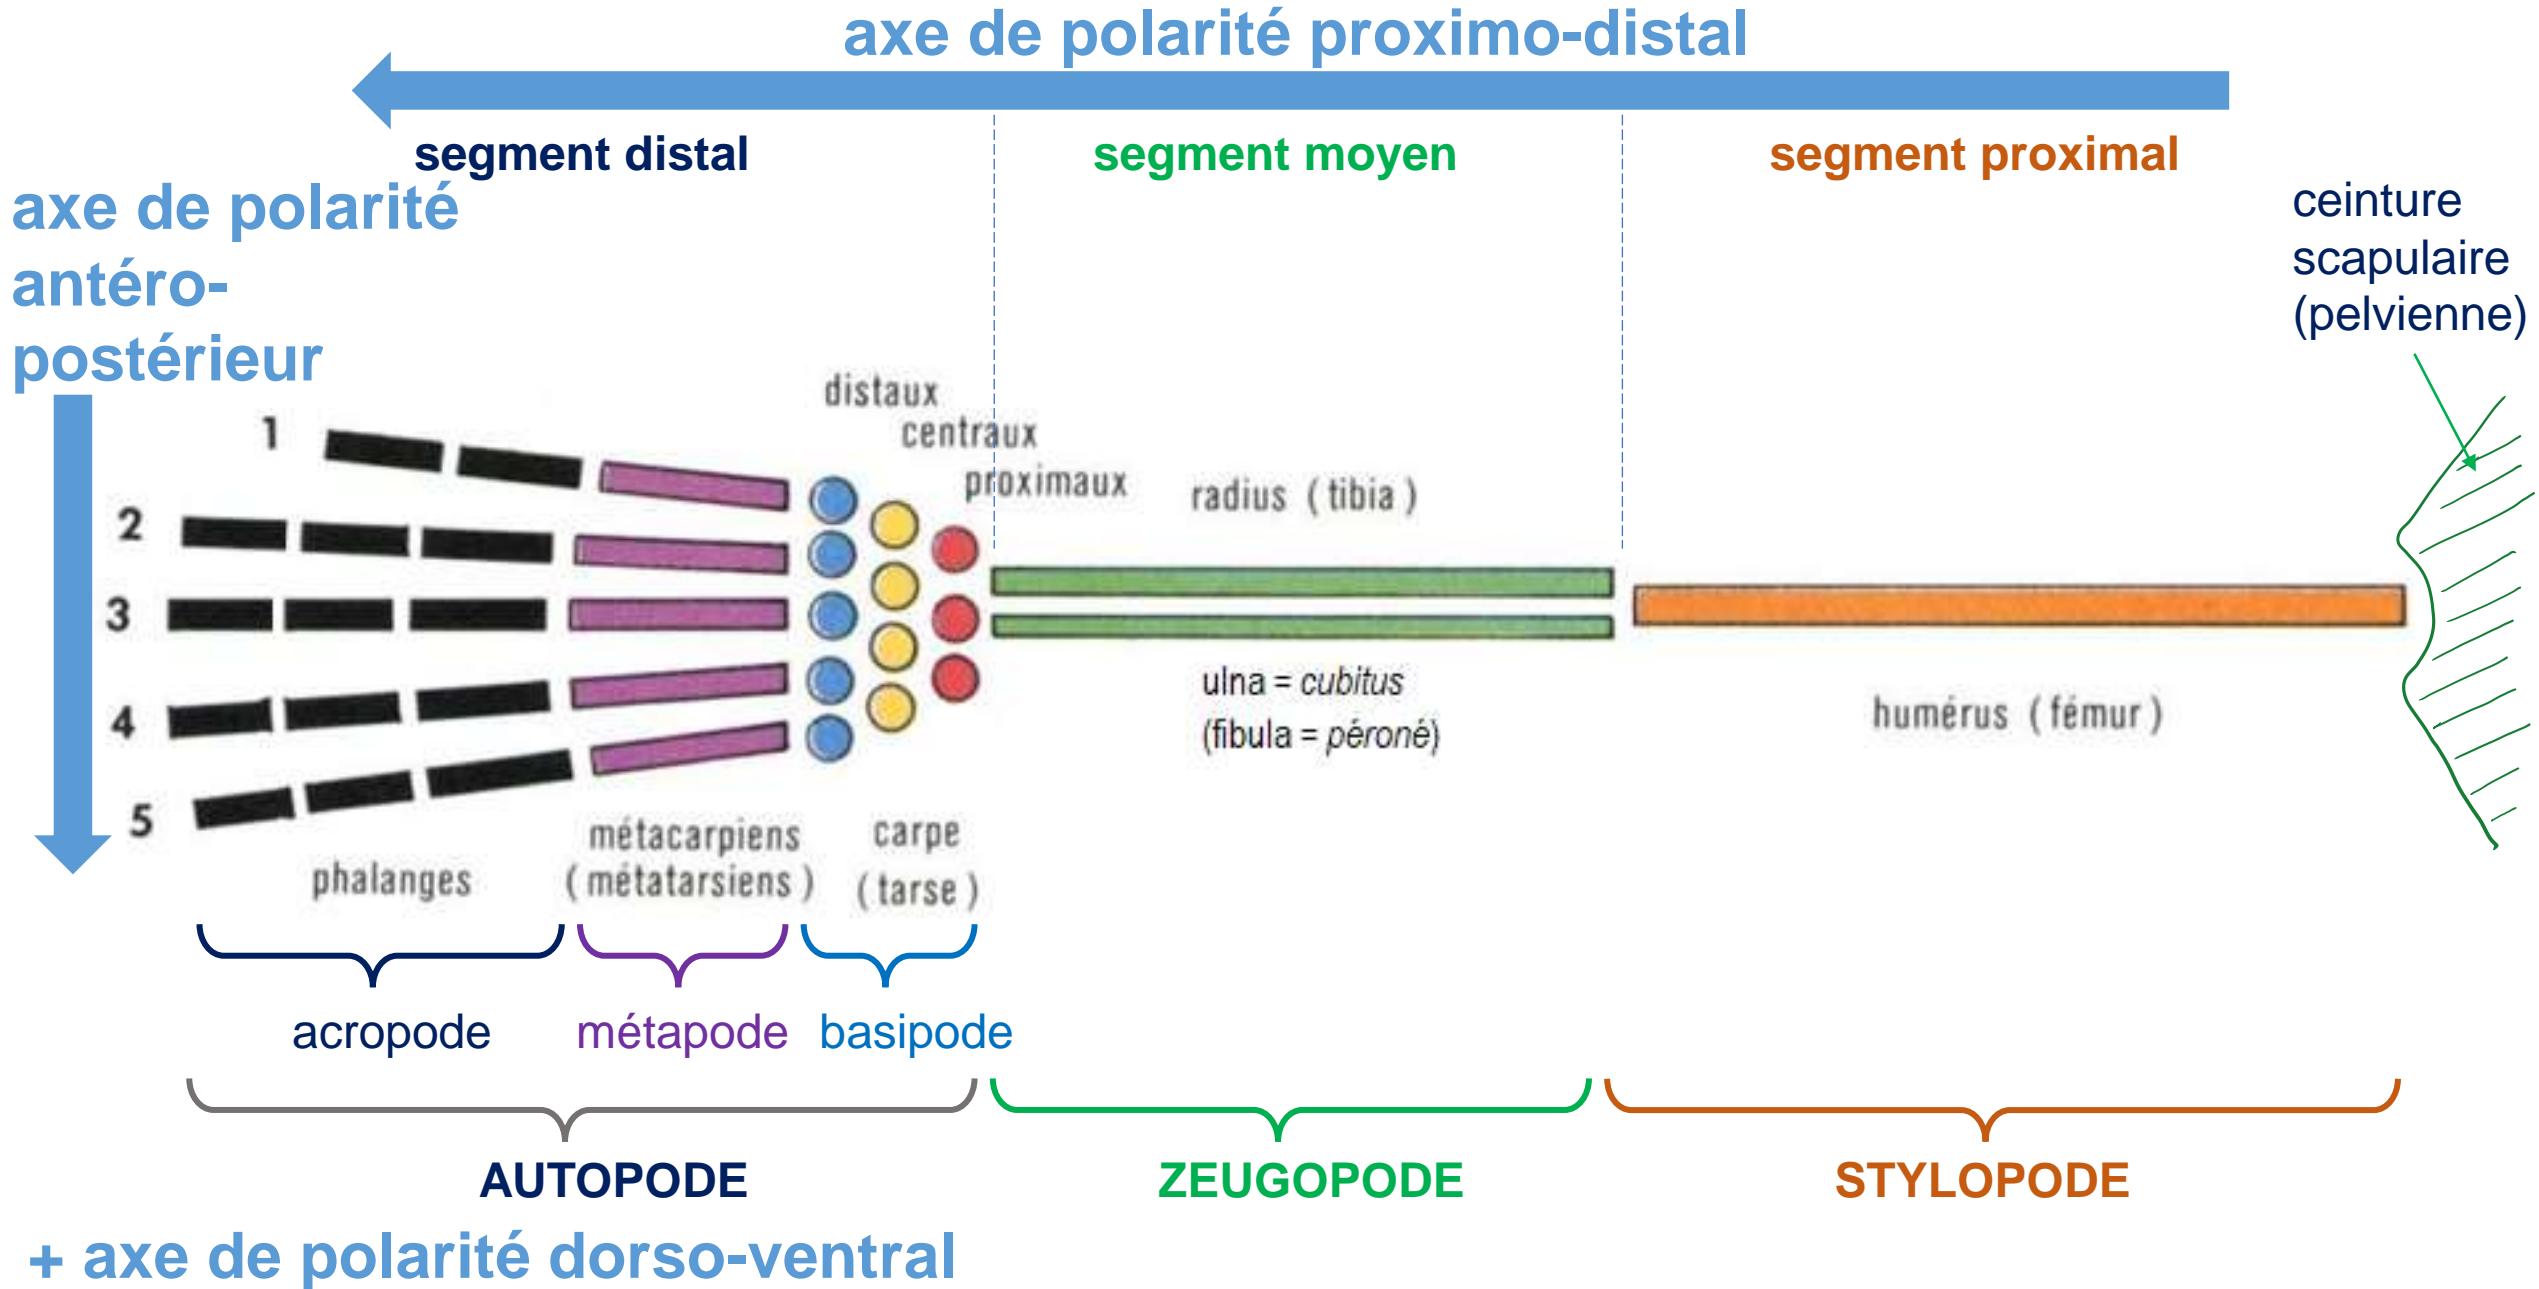 axe de polarité proximo-distal
segment distal
segment moyen
segment proximal
axe de polarité
antéro-
postérieur
ceinture
scapulaire
(pelvienne)
distaux
centraux
proximaux
radius ( tibia )
1
2
3
4
5
ulna = cubitus
(fibula = péroné)
humérus ( fémur )
phalanges
métacarpiens
( métatarsiens )
carpe
( tarse )
acropode
métapode
basipode
AUTOPODE
ZEUGOPODE
STYLOPODE
+ axe de polarité dorso-ventral